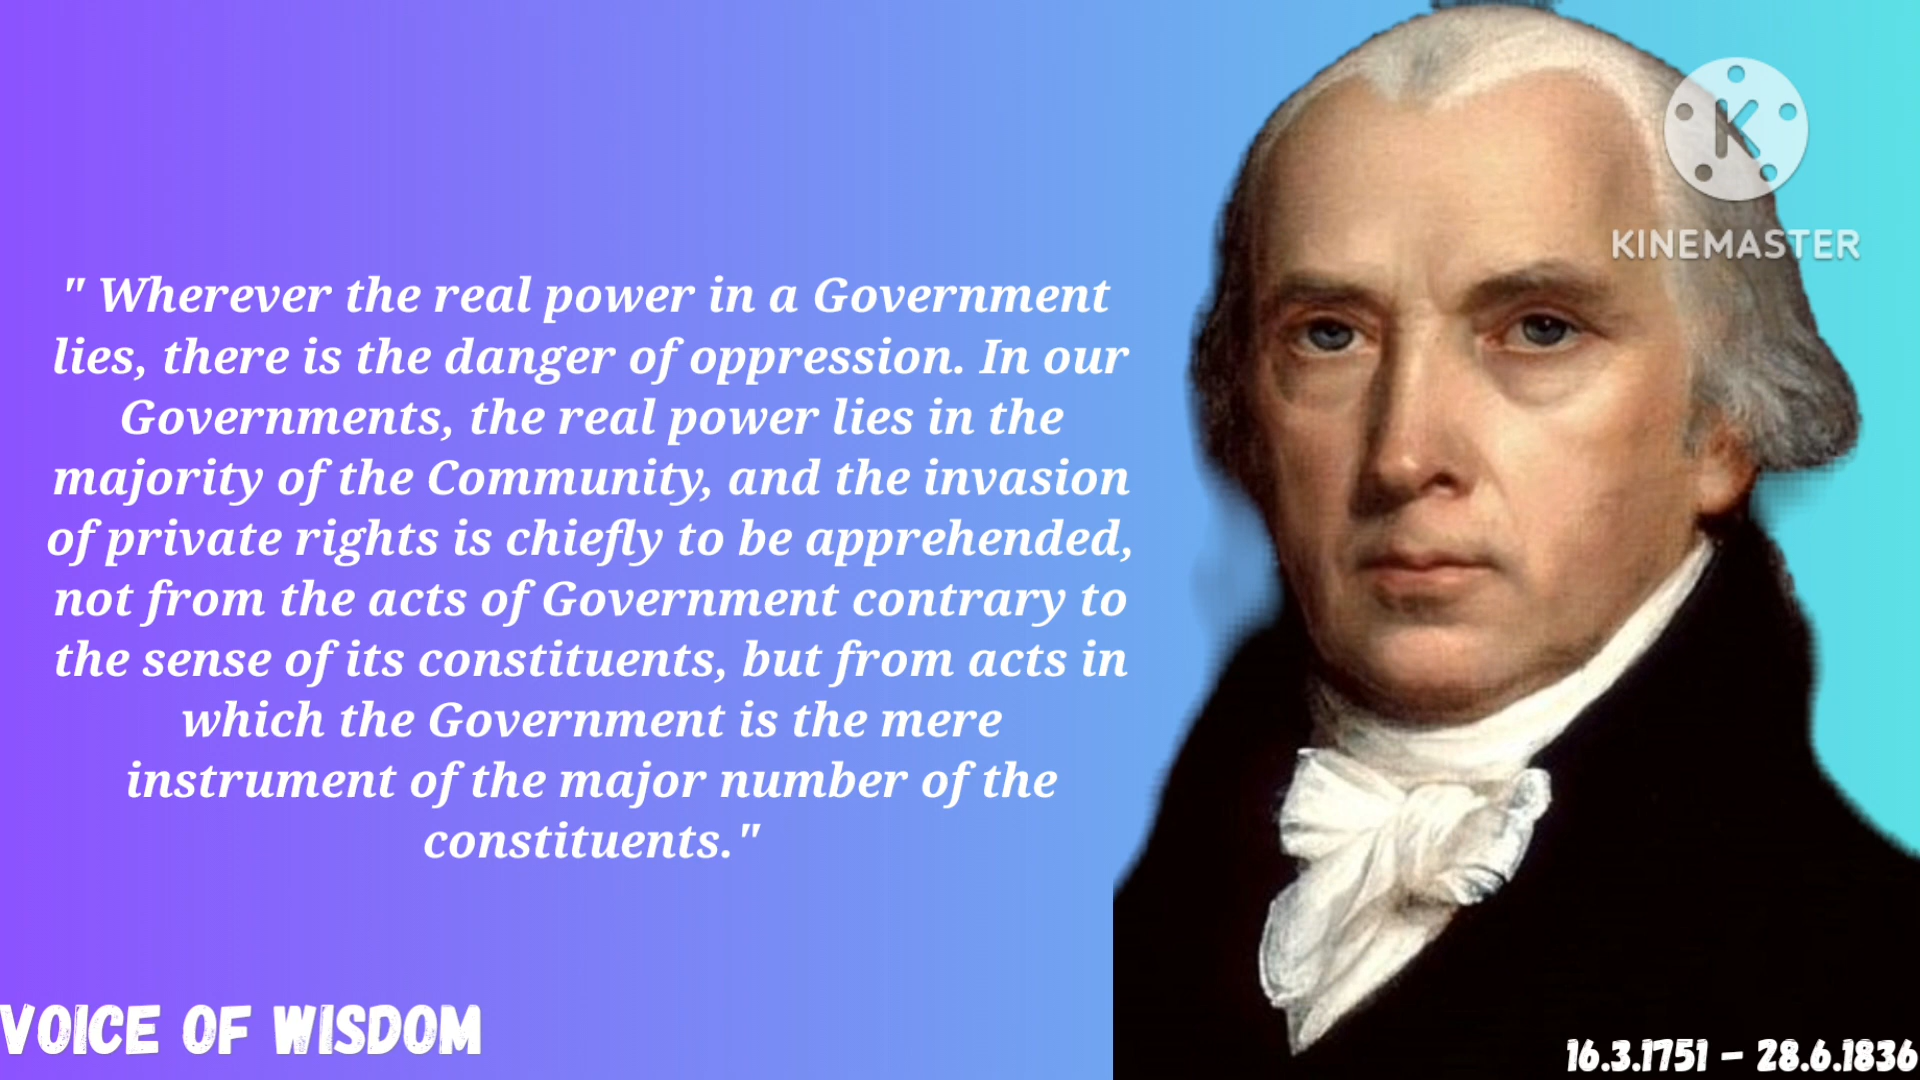 " Wherever the real power in a Government
lies, there is the danger of oppression. In our
Governments, the real power lies in the
majority of the Community, and the invasion
of private rights is chiefly to be apprehended,
not from the acts of Government contrary to
the sense of its constituents, but from acts in
which the Government is the mere
instrument of the major number of the
constituents."
K
KINEMASTER
VOICE OF WISDOM
16.3.1751 - 28.6.1836